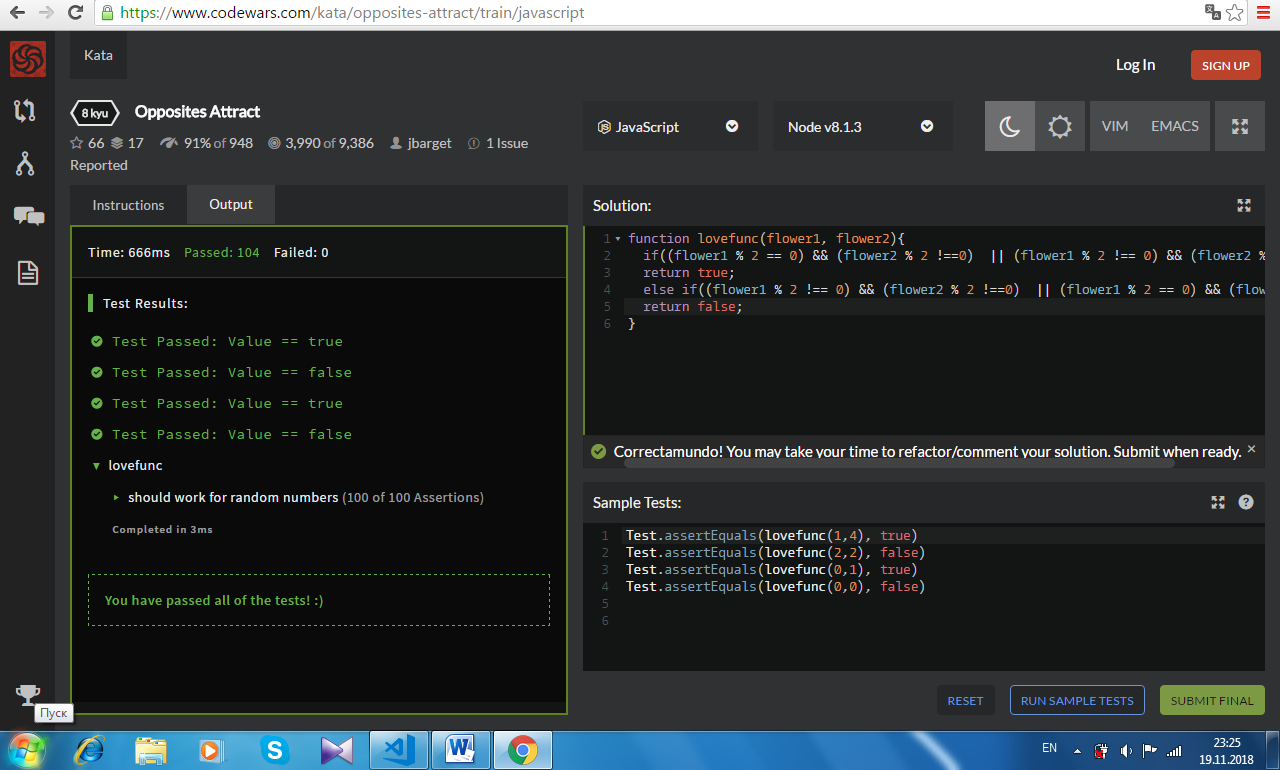 https://www.codewars.com/kata/opposites-attract/train/javascript
Kata
Log In
SIGN UP
8 kyu
Opposites Attract
66 17 91% of 948 3,990 of 9,386 jbarget 1 Issue
Reported
JavaScript
Node v8.1.3
VIM
EMACS
Instructions
Output
Time: 666ms Passed: 104 Failed: 0
Test Results:
Test Passed: Value == true
Test Passed: Value == false
Test Passed: Value == true
Test Passed: Value == false
lovefunc
should work for random numbers (100 of 100 Assertions)
Completed in 3ms
You have passed all of the tests! :)
Solution:
1 function lovefunc(flower1, flower2){
2 if((flower1 % 2 == 0) && (flower2 % 2 !==0) || (flower1 % 2 !== 0) && (flower2 %
3 return true;
4 else if((flower1 % 2 !== 0) && (flower2 % 2 !==0) || (flower1 % 2 == 0) && (flow
5 return false;
6 }
Correctamundo! You may take your time to refactor/comment your solution. Submit when ready. ×
Sample Tests:
?
1 Test.assertEquals(lovefunc(1,4), true)
2 Test.assertEquals(lovefunc(2,2), false)
3 Test.assertEquals(lovefunc(0,1), true)
4 Test.assertEquals(lovefunc(0,0), false)
5
6
RESET
RUN SAMPLE TESTS
SUBMIT FINAL
Пуск
EN
23:25
19.11.2018